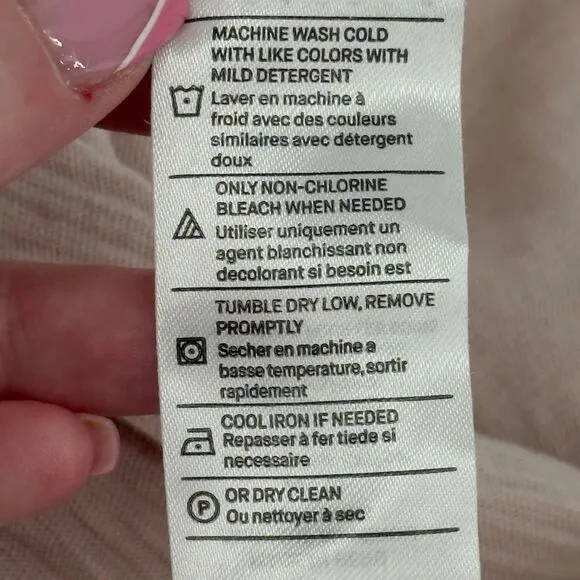 MACHINE WASH COLD
WITH LIKE COLORS WITH
MILD DETERGENT
Laver en machine à
froid avec des couleurs
similaires avec détergent
doux
ONLY NON-CHLORINE
BLEACH WHEN NEEDED
Utiliser uniquement un
agent blanchissant non
decolorant si besoin est
TUMBLE DRY LOW, REMOVE
PROMPTLY
Secher en machine a
basse temperature, sortir
rapidement
COOL IRON IF NEEDED
Repasser à fer tiede si
necessaire
P
OR DRY CLEAN
Ou nettoyer à sec